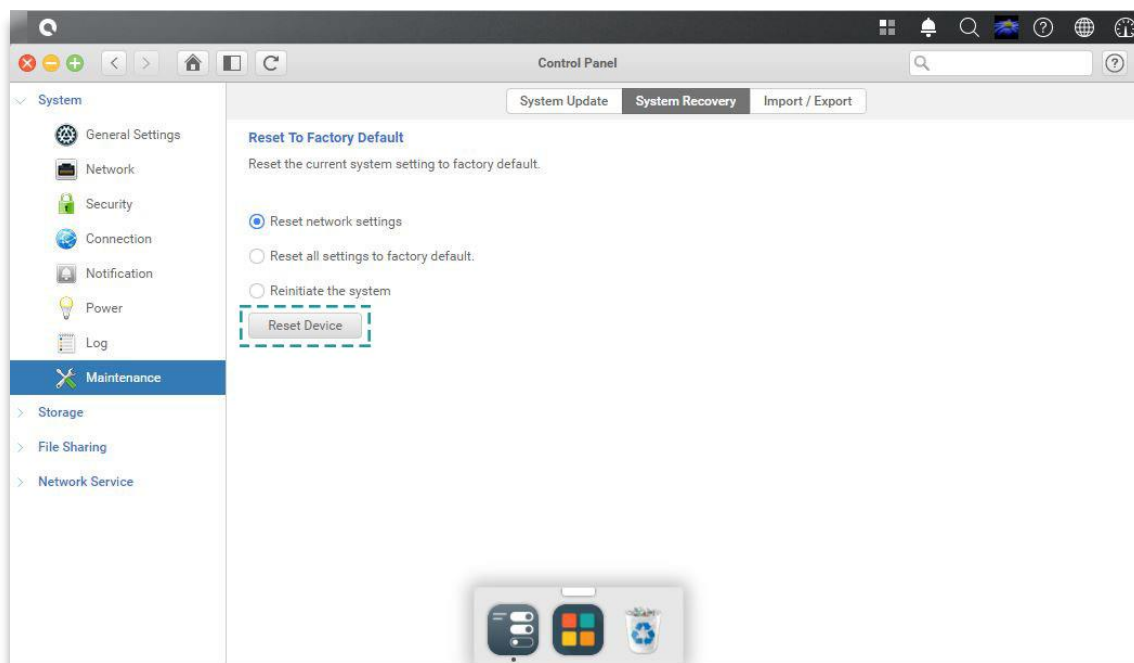 Control Panel
System
General Settings
Network
Security
Connection
Notification
Power
Log
Maintenance
Storage
File Sharing
Network Service
System Update
System Recovery
Import / Export
Reset To Factory Default
Reset the current system setting to factory default.
Reset network settings
Reset all settings to factory default.
Reinitiate the system
Reset Device